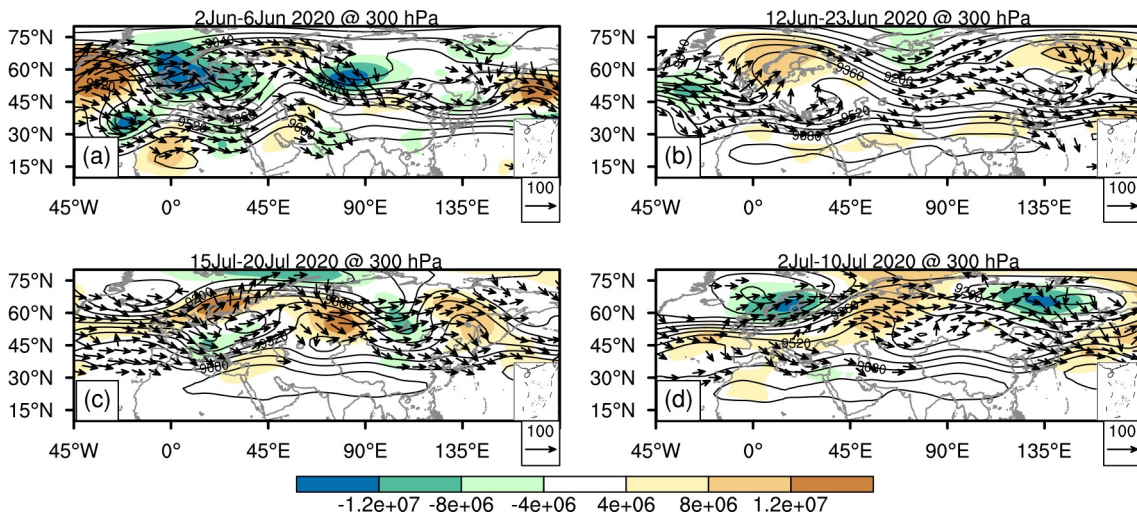 2Jun-6Jun 2020 @ 300 hPa
12Jun-23Jun 2020 @ 300 hPa
75°N
60°N
45°N
30°N
15°N
9040
9520
(a)
100
45°W 0° 45°E 90°E 135°E
75°N
60°N
45°N
30°N
15°N
9360
9200
9520
9680
(b)
100
45°W 0° 45°E 90°E 135°E
15Jul-20Jul 2020 @ 300 hPa
2Jul-10Jul 2020 @ 300 hPa
75°N
60°N
45°N
30°N
15°N
9200
9520
9680
(c)
100
45°W 0° 45°E 90°E 135°E
75°N
60°N
45°N
30°N
15°N
9200
9520
9680
(d)
100
45°W 0° 45°E 90°E 135°E
-1.2e+07 -8e+06 -4e+06 4e+06 8e+06 1.2e+07